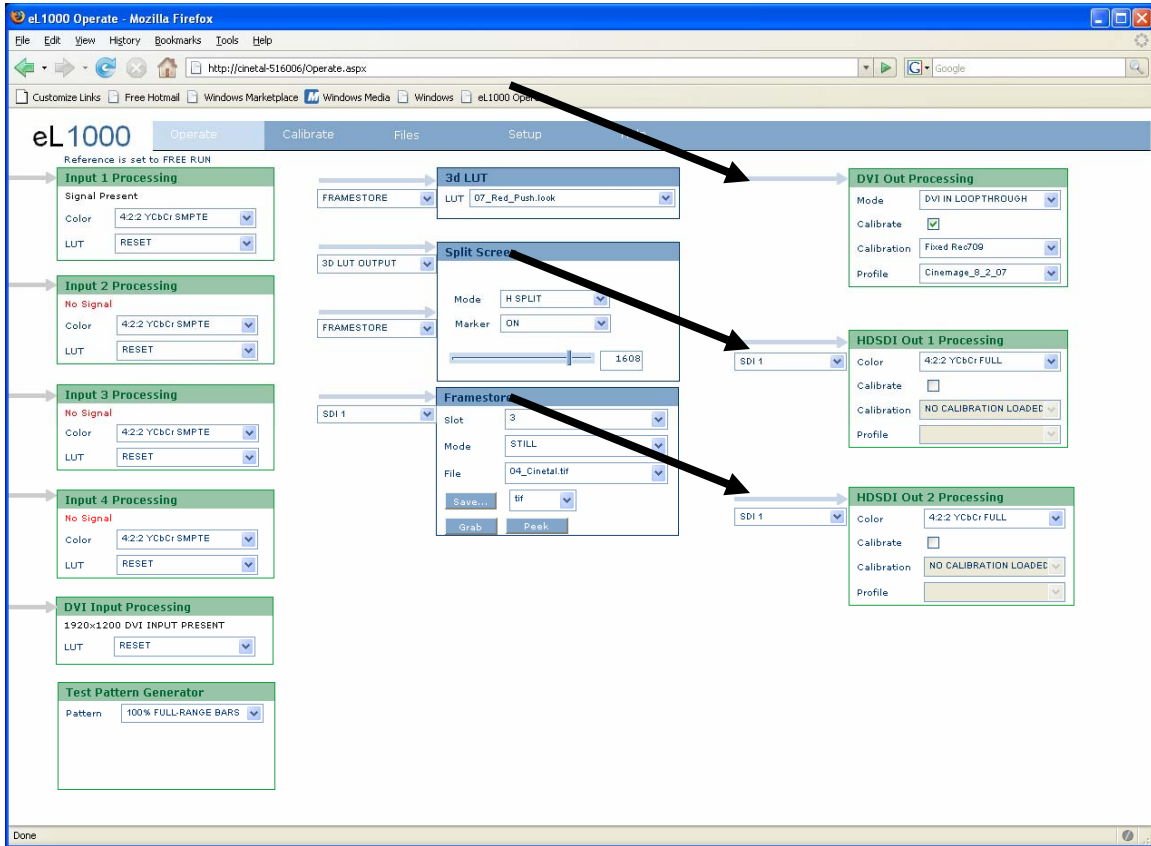 eL1000 Operate - Mozilla Firefox
File Edit View History Bookmarks Tools Help
http://cinetal-516006/Operate.aspx
G Google
Customize Links Free Hotmail Windows Marketplace Windows Media Windows eL1000
eL1000 Operate Calibrate Files Setup
Reference is set to FREE RUN
Input 1 Processing
Signal Present
Color 4:2:2 YCbCr SMPTE
LUT RESET
Input 2 Processing
No Signal
Color 4:2:2 YCbCr SMPTE
LUT RESET
Input 3 Processing
No Signal
Color 4:2:2 YCbCr SMPTE
LUT RESET
Input 4 Processing
No Signal
Color 4:2:2 YCbCr SMPTE
LUT RESET
DVI Input Processing
1920x1200 DVI INPUT PRESENT
LUT RESET
Test Pattern Generator
Pattern 100% FULL-RANGE BARS
FRAMESTORE
3d LUT
LUT 07_Red_Push.look
3D LUT OUTPUT
FRAMESTORE
Split Screen
Mode H SPLIT
Marker ON
1608
SDI 1
Framestore
Slot 3
Mode STILL
File 04_Cinetal.tif
Save... tif
Grab Peek
DVI Out Processing
Mode DVI IN LOOPTHROUGH
Calibrate
Calibration Fixed Rec709
Profile Cinemage_8_2_07
SDI 1
HDSDI Out 1 Processing
Color 4:2:2 YCbCr FULL
Calibrate
Calibration NO CALIBRATION LOADED
Profile
SDI 1
HDSDI Out 2 Processing
Color 4:2:2 YCbCr FULL
Calibrate
Calibration NO CALIBRATION LOADED
Profile
Done